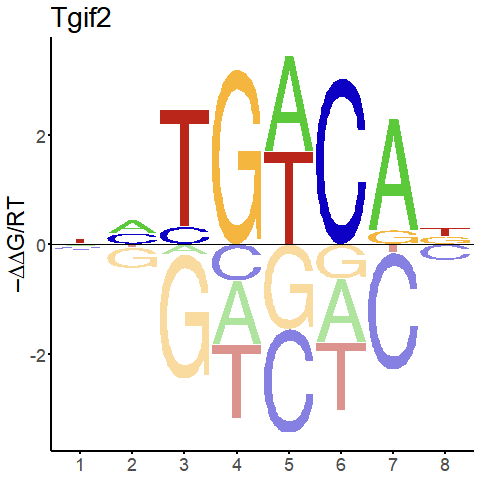 Tgif2
−ΔΔG/RT
2
0
-2
T A C G
T C A G
G C A T
A T G C
C G A T
A G T C
T G C A
T G C
1 2 3 4 5 6 7 8